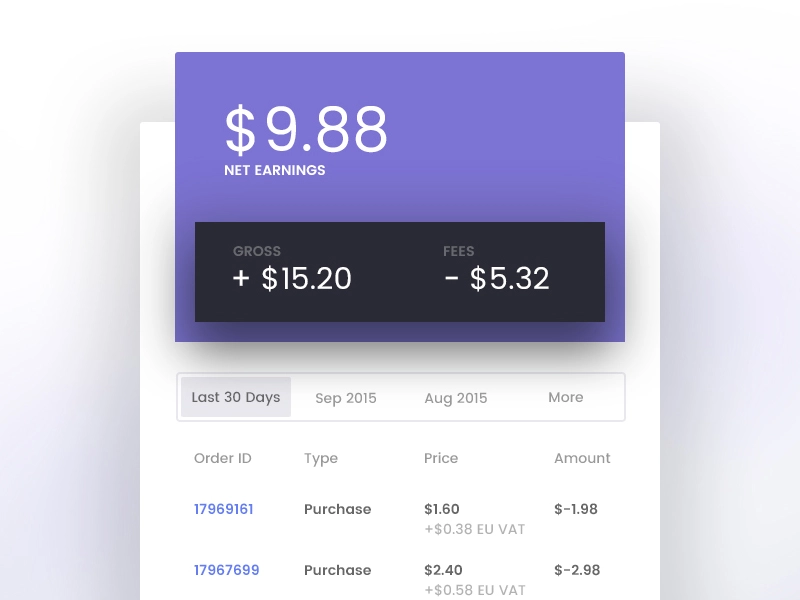 $9.88
NET EARNINGS
GROSS FEES
+ $15.20 - $5.32
Last 30 Days Sep 2015 Aug 2015 More
Order ID Type Price Amount
17969161 Purchase $1.60 $-1.98
+$0.38 EU VAT
17967699 Purchase $2.40 $-2.98
+$0.58 EU VAT